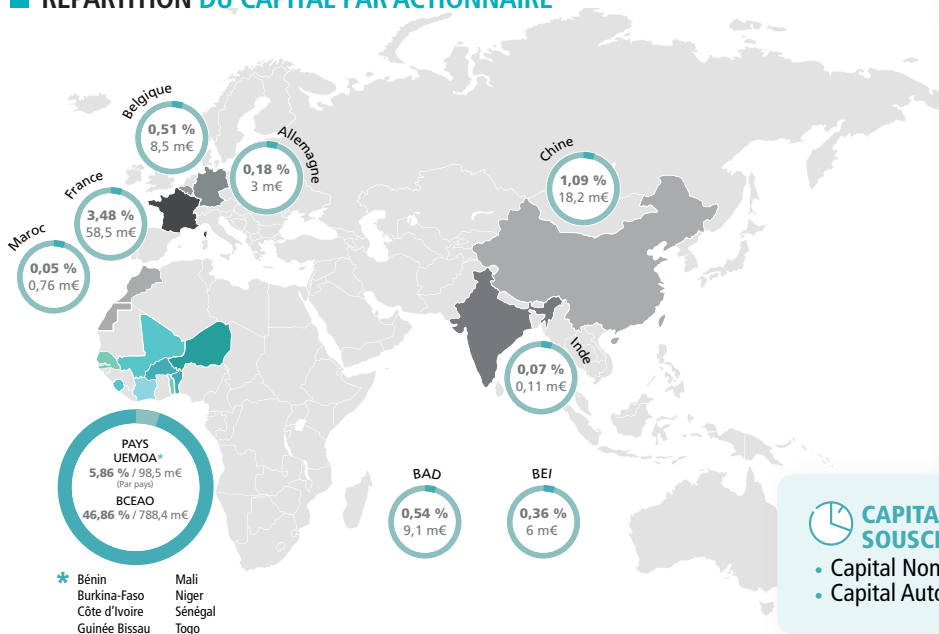 RÉPARTITION DU CAPITAL PAR ACTIONNAIRE
Belgique
0,51 %
8,5 m€
Allemagne
0,18 %
3 m€
France
3,48 %
58,5 m€
Maroc
0,05 %
0,76 m€
Chine
1,09 %
18,2 m€
Inde
0,07 %
0,11 m€
PAYS
UEMOA*
5,86 % / 98,5 m€
(Par pays)
BCEAO
46,86 % / 788,4 m€
BAD
0,54 %
9,1 m€
BEI
0,36 %
6 m€
* Bénin
Burkina-Faso
Côte d'Ivoire
Guinée Bissau
Mali
Niger
Sénégal
Togo
CAPITA
SOUSC
• Capital Non
• Capital Auto